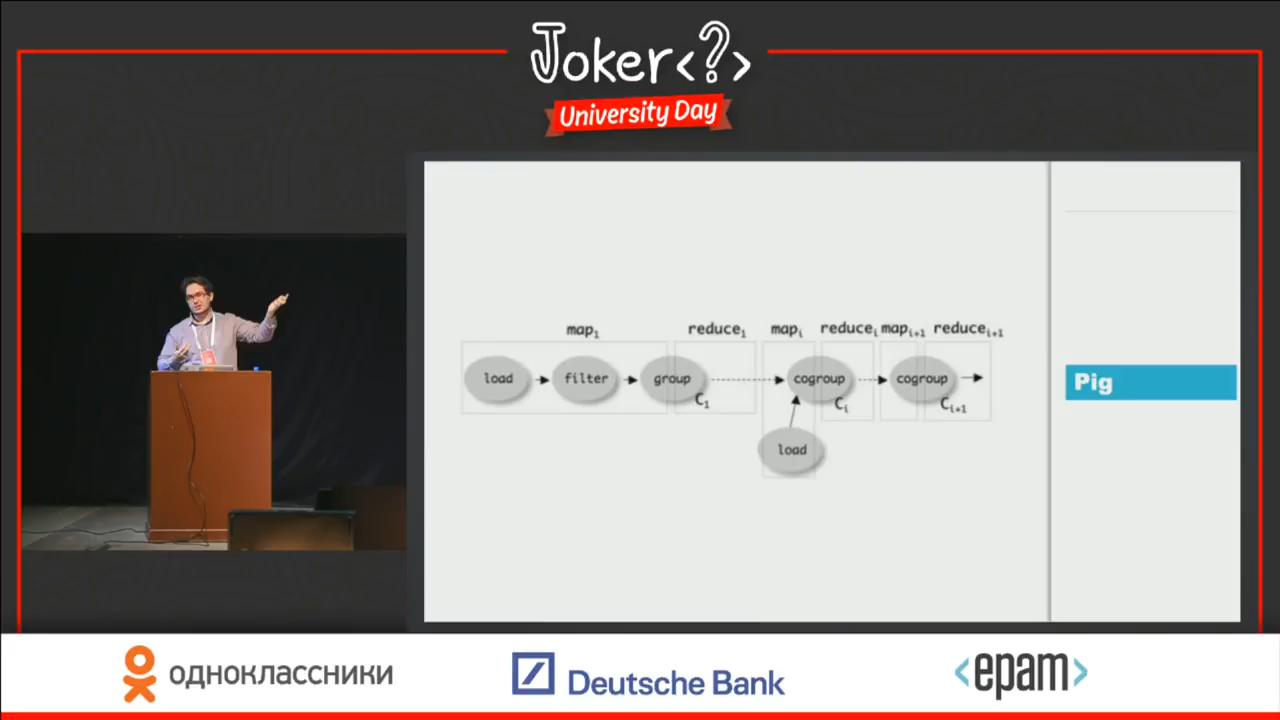 Joker<?>
University Day
map₁
reduce₁
mapᵢ
reduceᵢ
mapᵢ₊₁
reduceᵢ₊₁
load
filter
group
cogroup
cogroup
C₁
Cᵢ
Cᵢ₊₁
load
Pig
одноклассники
Deutsche Bank
<epam>